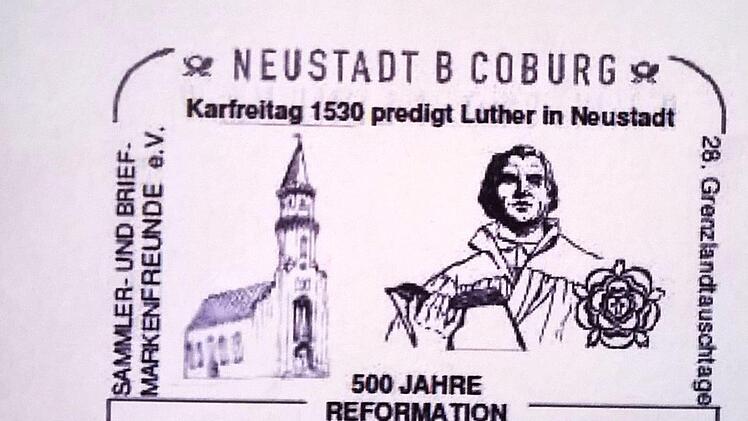 NEUSTADT B COBURG
Karfreitag 1530 predigt Luther in Neustadt
SAMMLER- UND BRIEF-
MARKENFREUNDE e.V.
28. Grenzlandtauschtage
500 JAHRE
REFORMATION